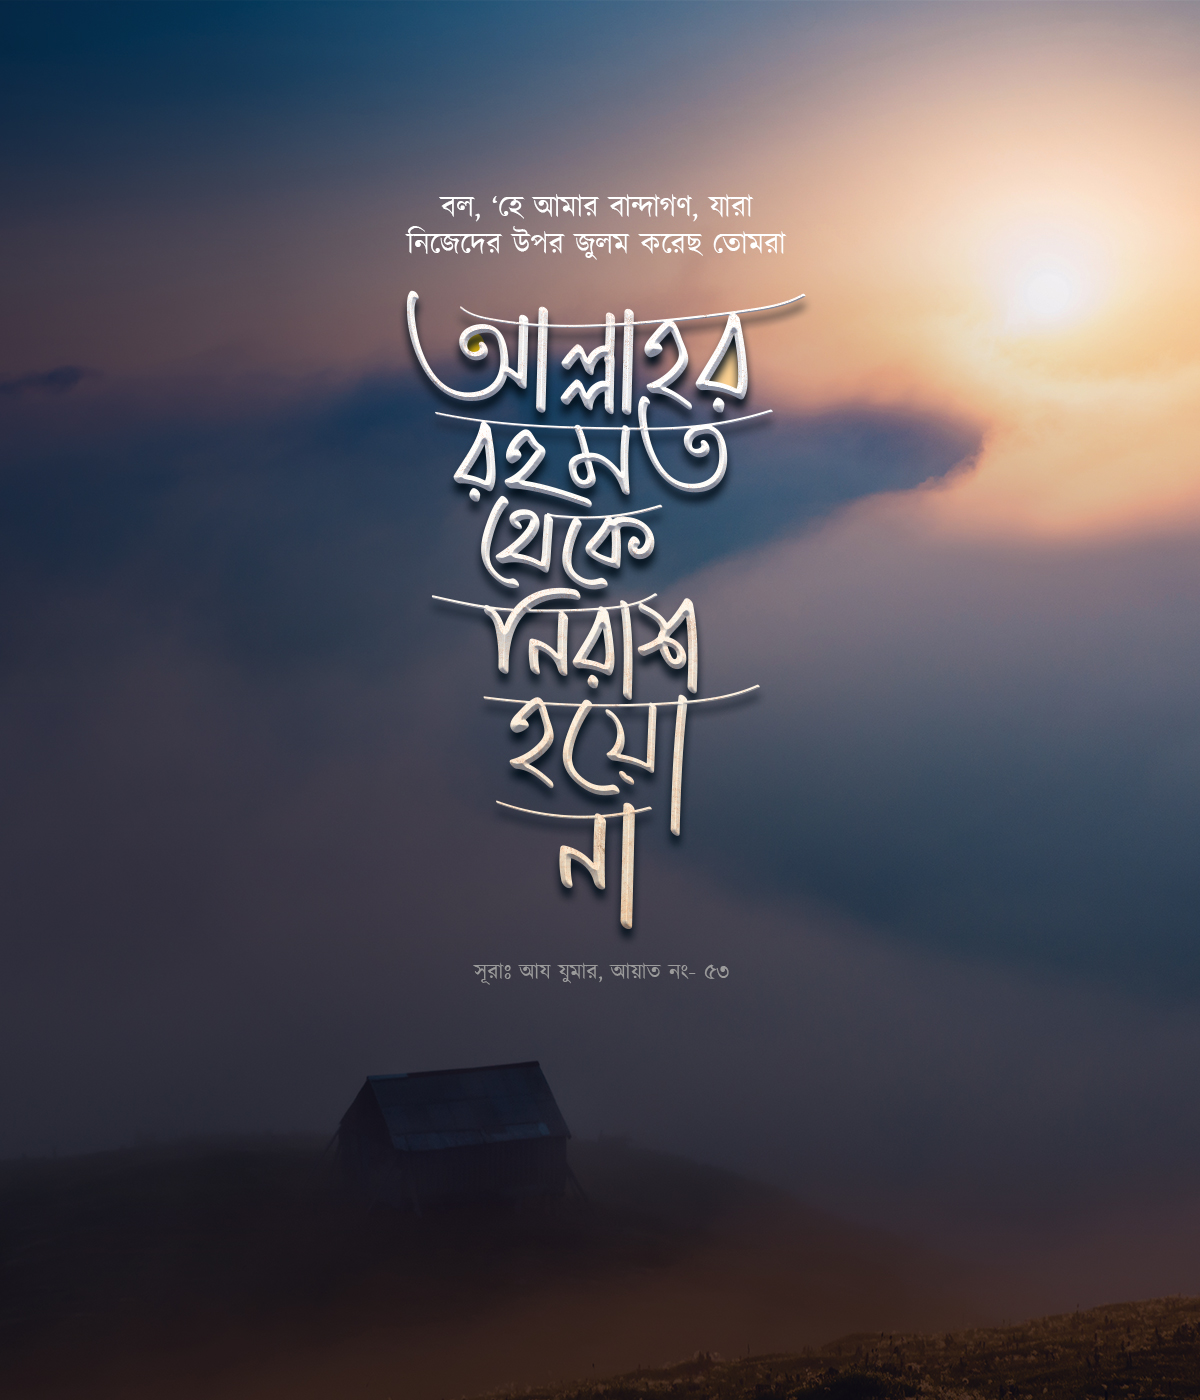 বল, ‘হে আমার বান্দাগণ, যারা
নিজেদের উপর জুলম করেছ তোমরা
আল্লাহর
রহমত
থেকে
নিরাশ
হয়ো
না
সূরাঃ আয যুমার, আয়াত নং- ৫৩